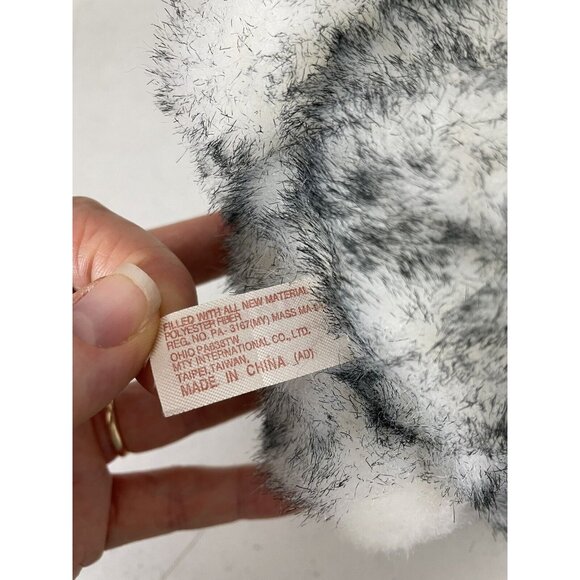 FILLED WITH ALL NEW MATERIAL
POLYESTER FIBER
REG. NO. PA- 3167(MY) MASS MA-
OHIO PA638TW
MTY INTERNATIONAL CO., LTD.
TAIPEI, TAIWAN,
MADE IN CHINA (AD)